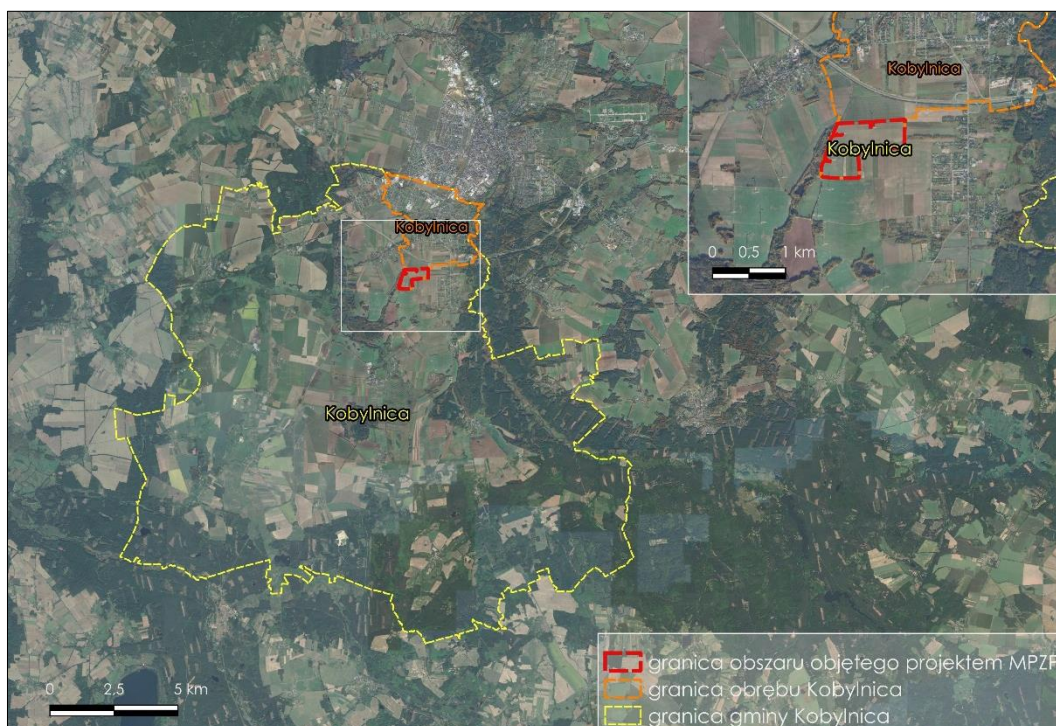 Kobylnica
Kobylnica
0 0,5 1 km
Kobylnica
Kobylnica
0 2,5 5 km
granica obszaru objętego projektem MPZP
granica obrębu Kobylnica
granica gminy Kobylnica